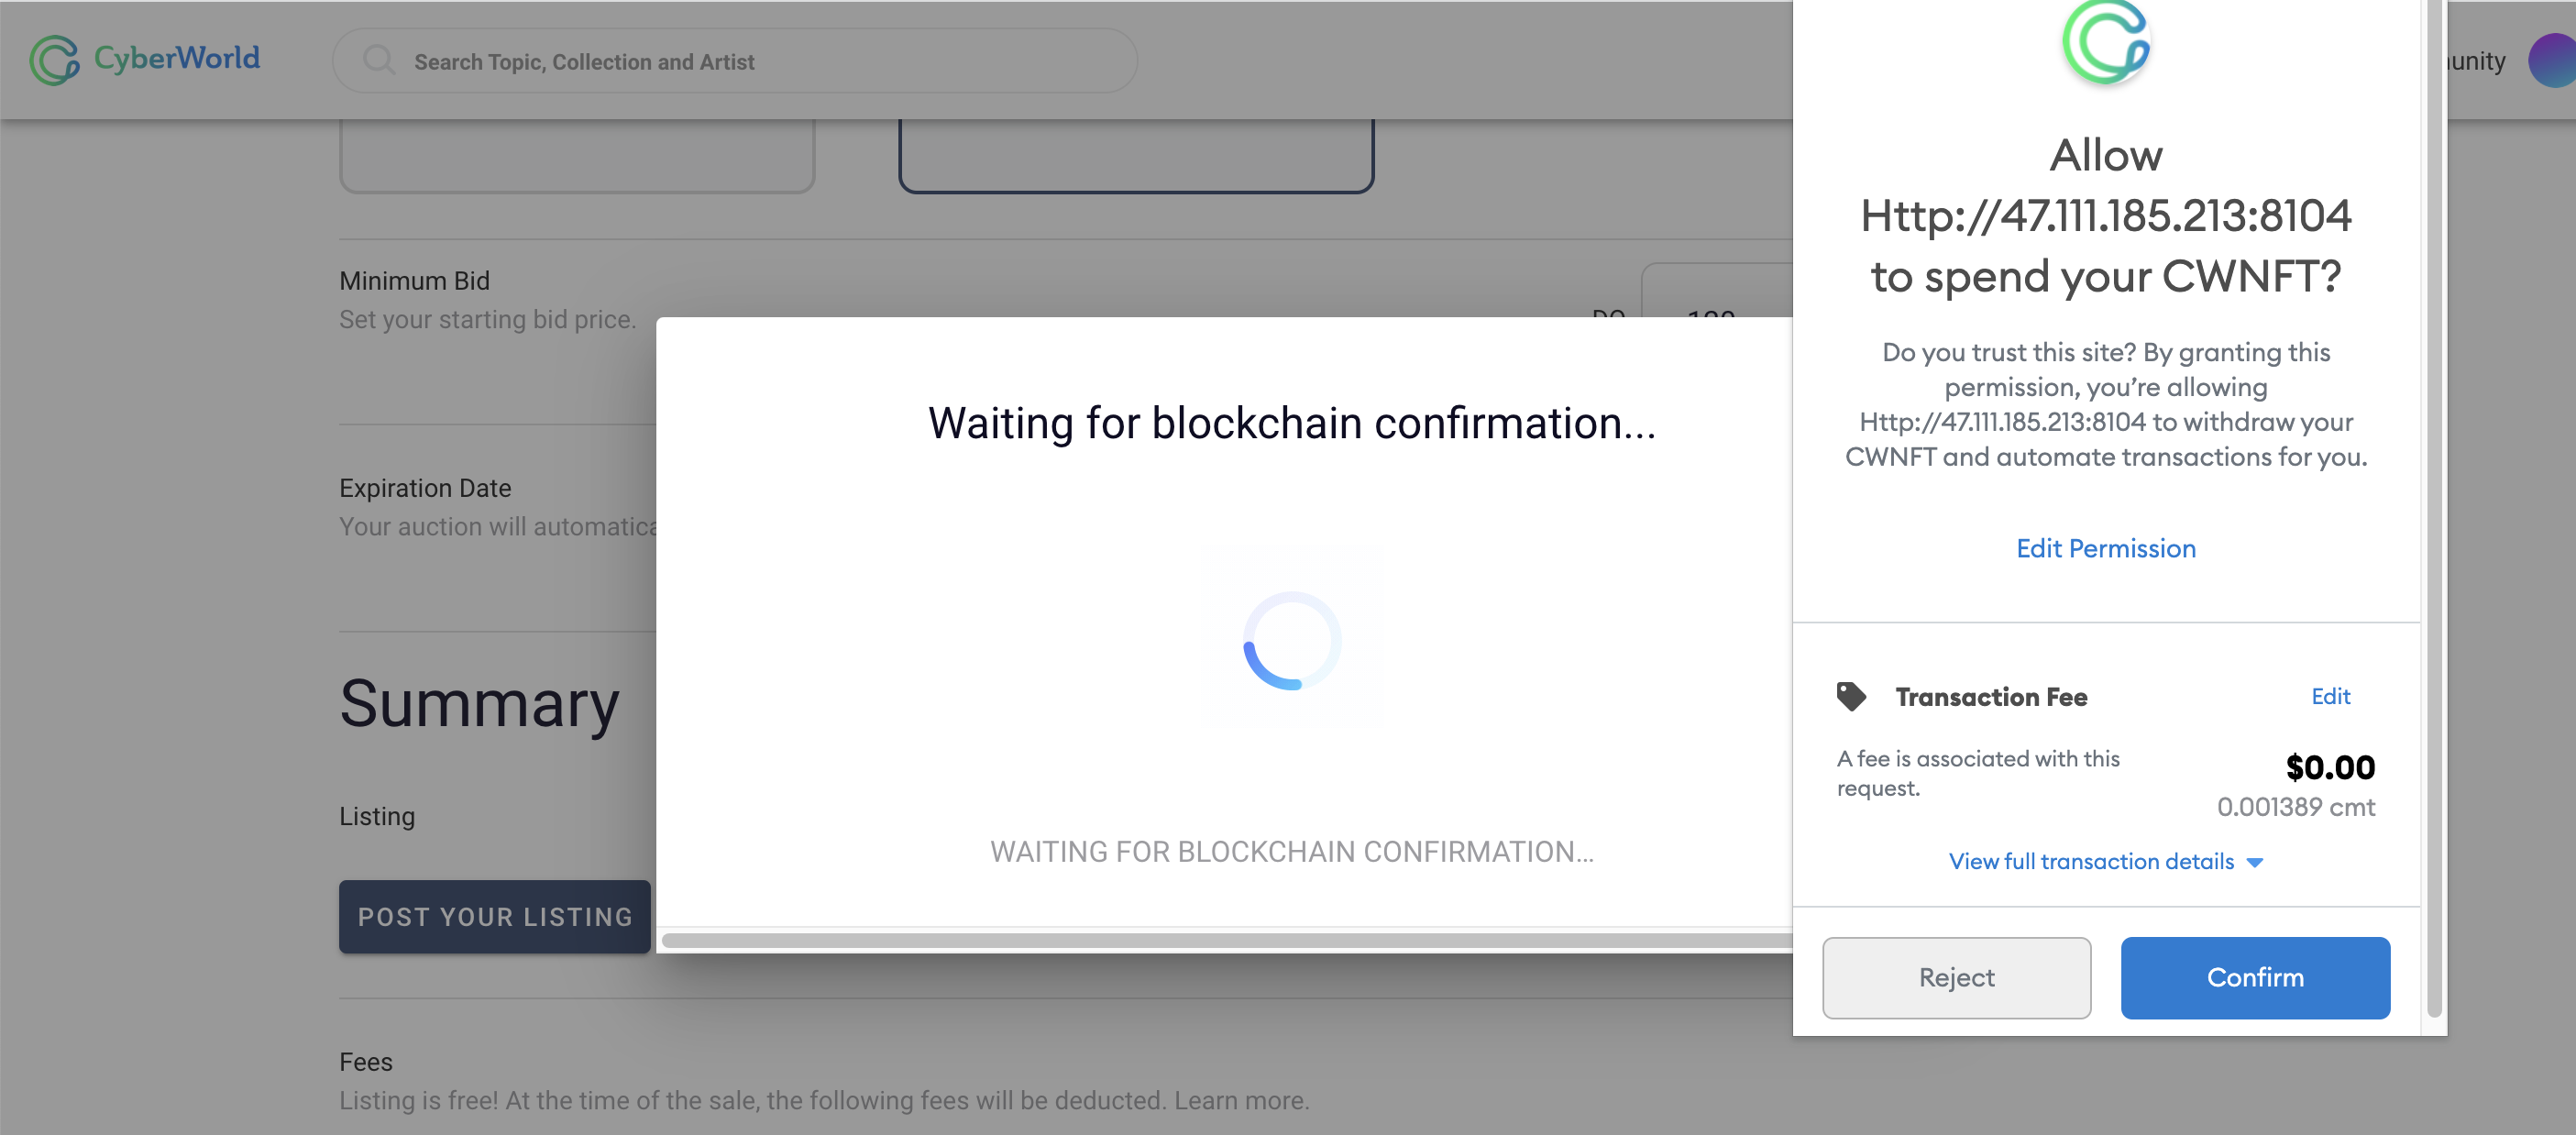 CyberWorld
Search Topic, Collection and Artist
unity
Minimum Bid
Set your starting bid price.
Expiration Date
Your auction will automatica
Summary
Listing
POST YOUR LISTING
Fees
Listing is free! At the time of the sale, the following fees will be deducted. Learn more.
Waiting for blockchain confirmation...
WAITING FOR BLOCKCHAIN CONFIRMATION...
Allow
Http://47.111.185.213:8104
to spend your CWNFT?
Do you trust this site? By granting this
permission, you’re allowing
Http://47.111.185.213:8104 to withdraw your
CWNFT and automate transactions for you.
Edit Permission
Transaction Fee
Edit
A fee is associated with this
request.
$0.00
0.001389 cmt
View full transaction details
Reject
Confirm